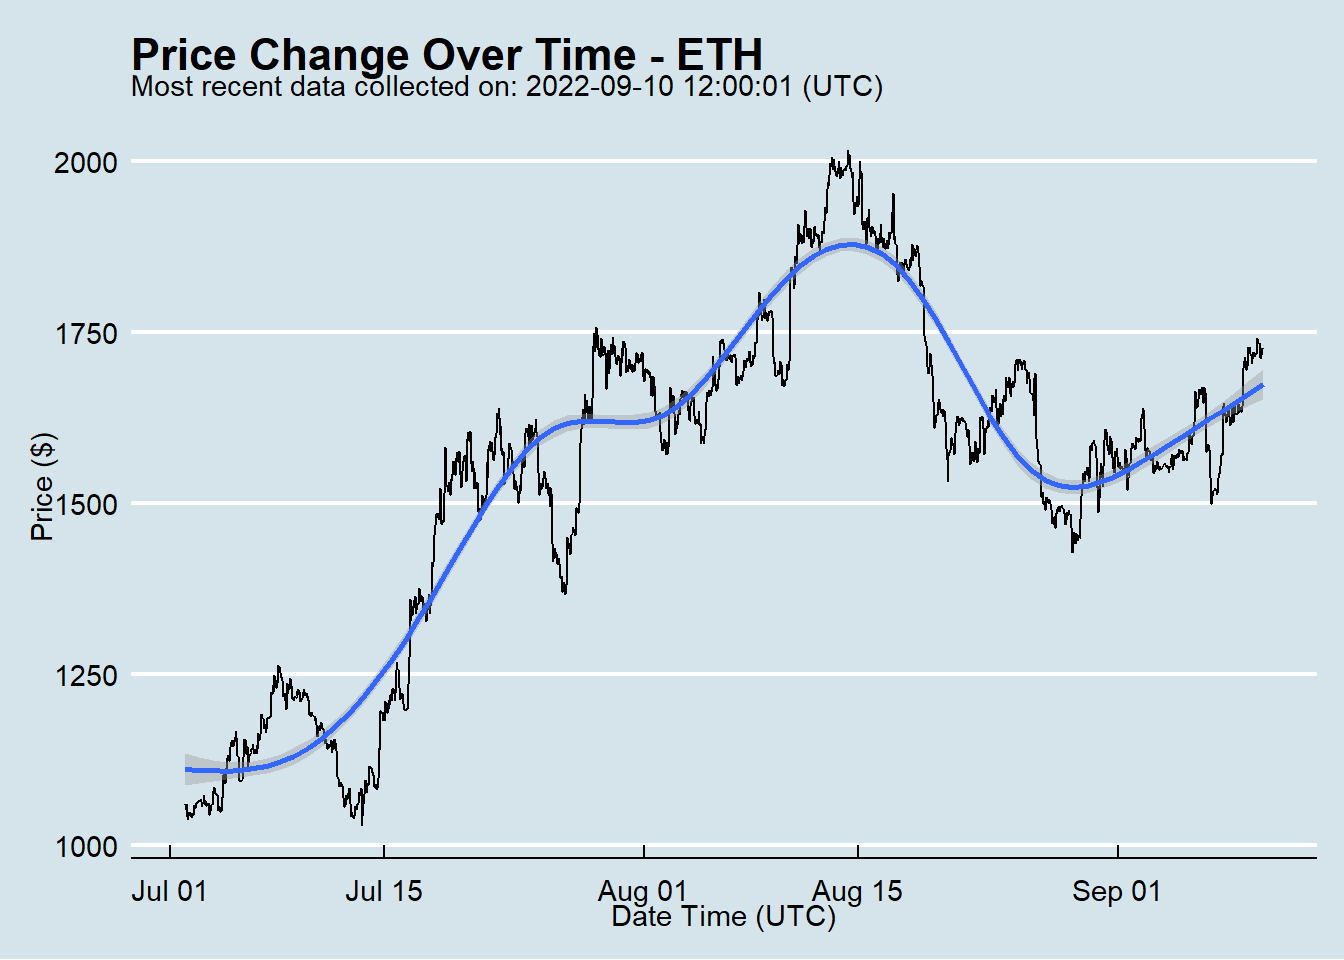 Price Change Over Time - ETH
Most recent data collected on: 2022-09-10 12:00:01 (UTC)
2000
1750
1500
1250
1000
Price ($)
Jul 01 Jul 15 Aug 01 Aug 15 Sep 01
Date Time (UTC)